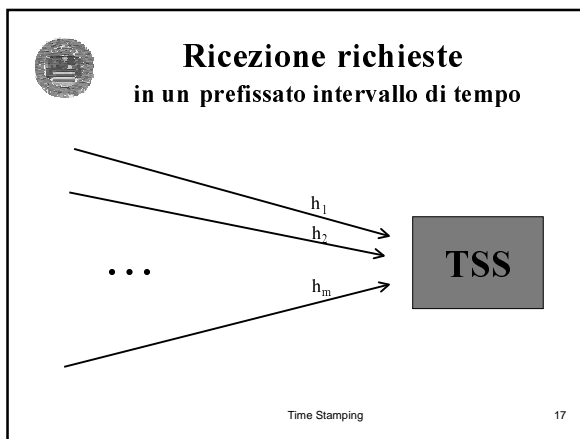 Ricezione richieste
in un prefissato intervallo di tempo
h1
h2
TSS
• • •
hm
Time Stamping
17